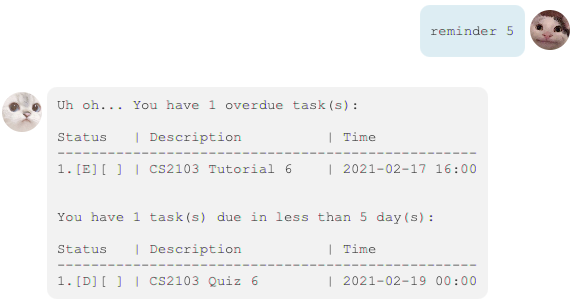 reminder 5
Uh oh... You have 1 overdue task(s):
Status   | Description          | Time
--------------------------------------------------
1.[E][ ] | CS2103 Tutorial 6    | 2021-02-17 16:00
You have 1 task(s) due in less than 5 day(s):
Status   | Description          | Time
--------------------------------------------------
1.[D][ ] | CS2103 Quiz 6        | 2021-02-19 00:00